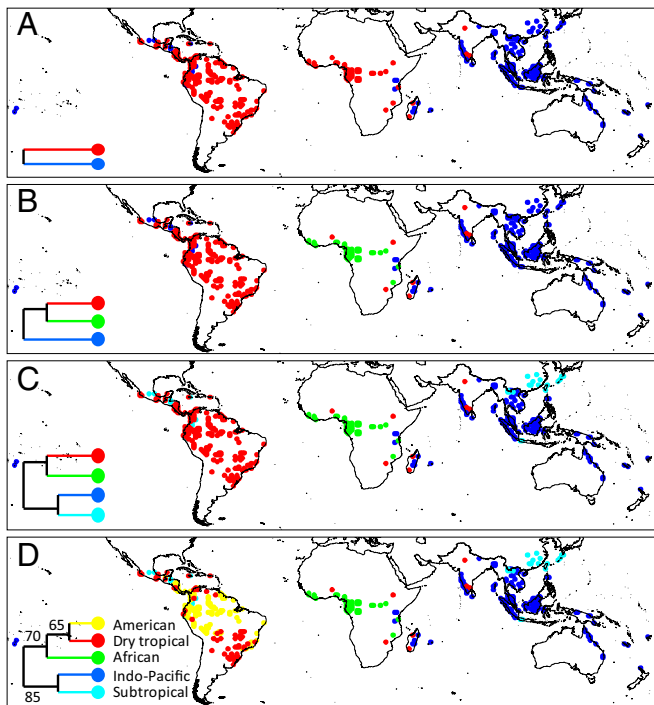 A
B
C
D
65
American
70
Dry tropical
African
Indo-Pacific
85
Subtropical